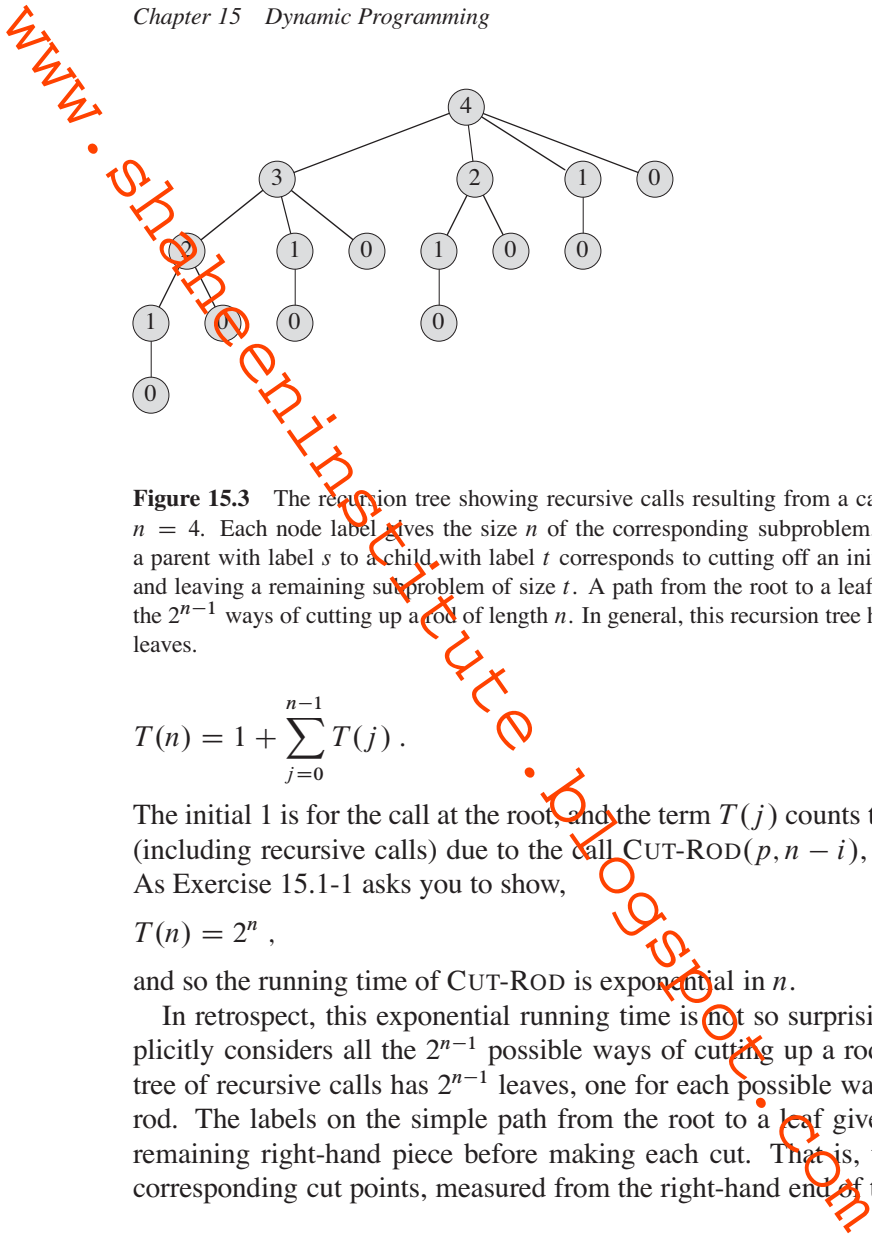 Chapter 15 Dynamic Programming
4
3 2 1 0
2 1 0 1 0 0
1 0 0 0
0
Figure 15.3 The recursion tree showing recursive calls resulting from a ca
n = 4. Each node label gives the size n of the corresponding subproblem.
a parent with label s to a child with label t corresponds to cutting off an ini
and leaving a remaining subproblem of size t. A path from the root to a leaf
the 2^{n−1} ways of cutting up a rod of length n. In general, this recursion tree h
leaves.
T(n) = 1 + \sum_{j=0}^{n−1} T(j) .
The initial 1 is for the call at the root, and the term T(j) counts t
(including recursive calls) due to the call CUT-ROD(p, n − i),
As Exercise 15.1-1 asks you to show,
T(n) = 2^n ,
and so the running time of CUT-ROD is exponential in n.
In retrospect, this exponential running time is not so surprisi
plicitly considers all the 2^{n−1} possible ways of cutting up a rod
tree of recursive calls has 2^{n−1} leaves, one for each possible wa
rod. The labels on the simple path from the root to a leaf give
remaining right-hand piece before making each cut. That is,
corresponding cut points, measured from the right-hand end of t
www.shaheeninstitute.blogspot.com